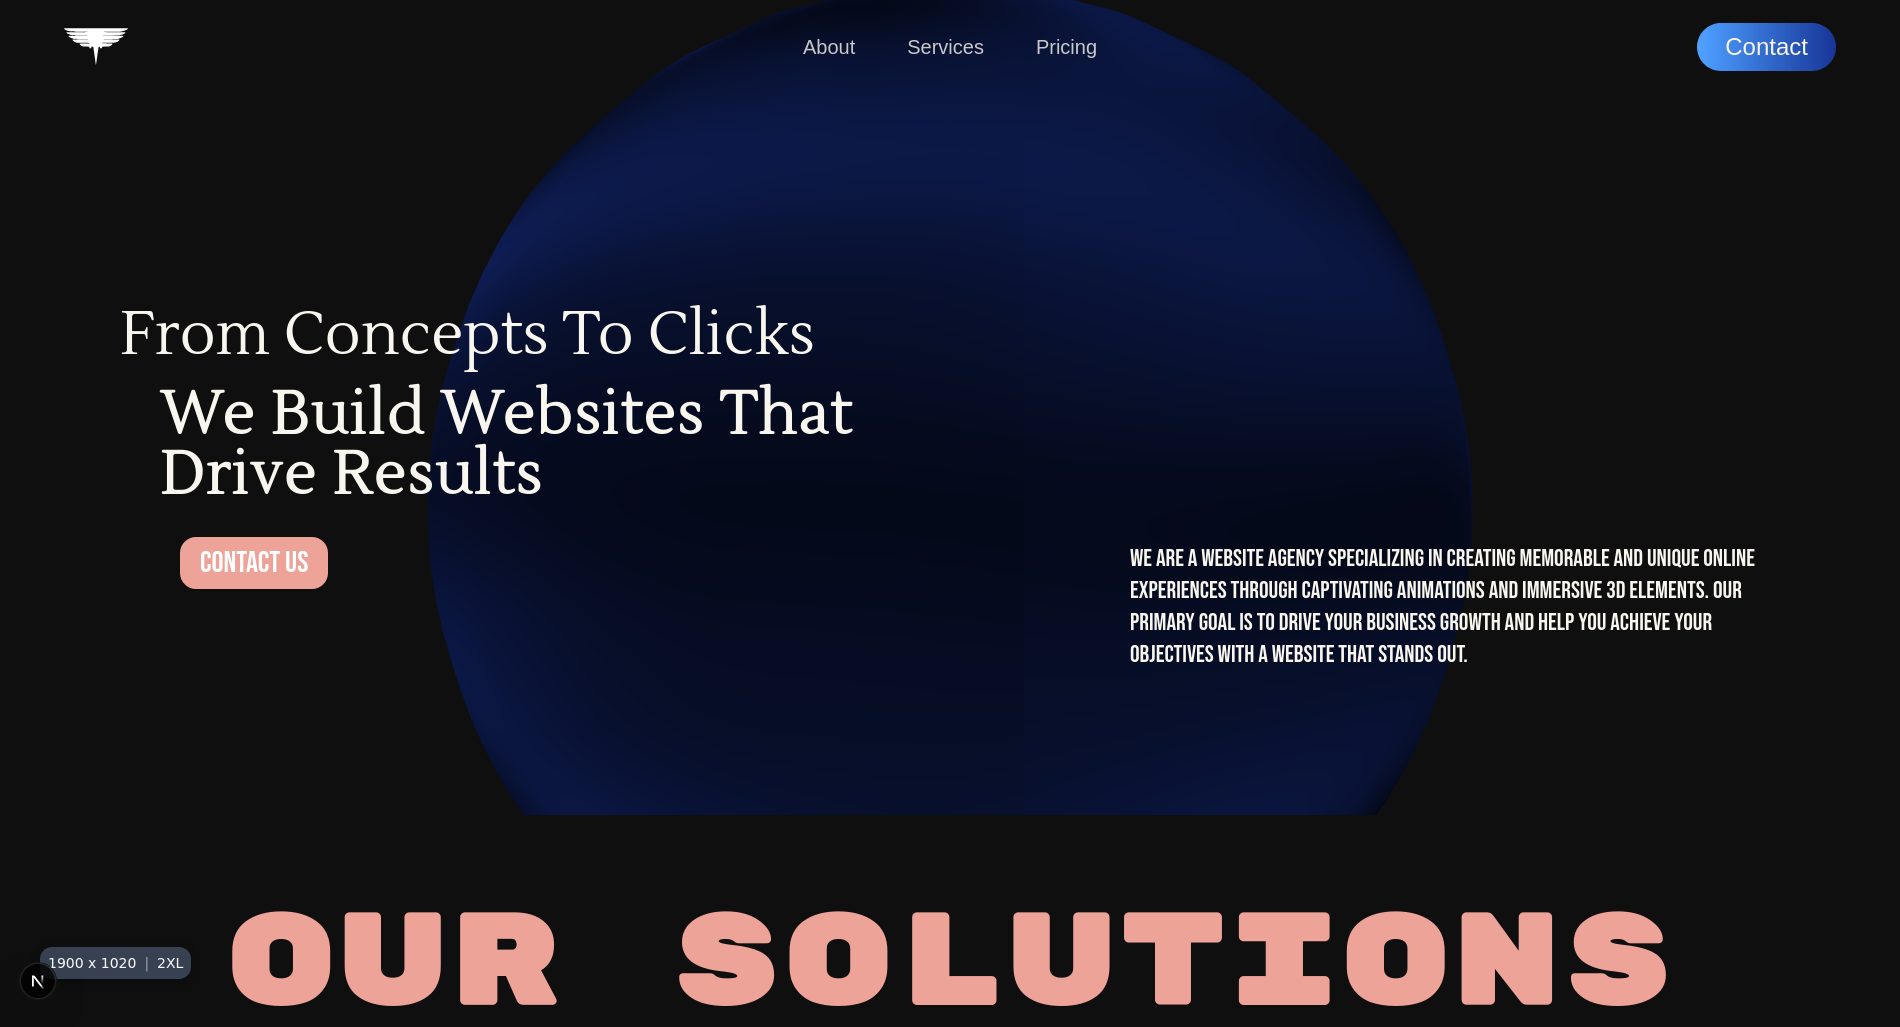 About Services Pricing Contact
From Concepts To Clicks
We Build Websites That
Drive Results
CONTACT US
WE ARE A WEBSITE AGENCY SPECIALIZING IN CREATING MEMORABLE AND UNIQUE ONLINE
EXPERIENCES THROUGH CAPTIVATING ANIMATIONS AND IMMERSIVE 3D ELEMENTS. OUR
PRIMARY GOAL IS TO DRIVE YOUR BUSINESS GROWTH AND HELP YOU ACHIEVE YOUR
OBJECTIVES WITH A WEBSITE THAT STANDS OUT.
OUR SOLUTIONS
1900 x 1020 | 2XL
N